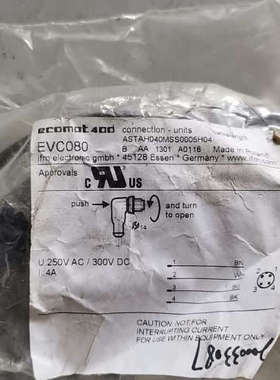 ecomat400 connection - units
EVC080 ASTAH040MSS0005H04
B AA 1301 A0118 Made in
ifm electronic gmbh * 45128 Essen * Germany * www.ifm
Approvals
C UL US
push and turn
to open
14
U 250V AC / 300V DC
I 4A
1 BN
2 WH
3 BU
4 BK
CAUTION: NOT FOR
INTERRUPTING CURRENT
FOR USE WITHIN EQUIPMENT ONLY